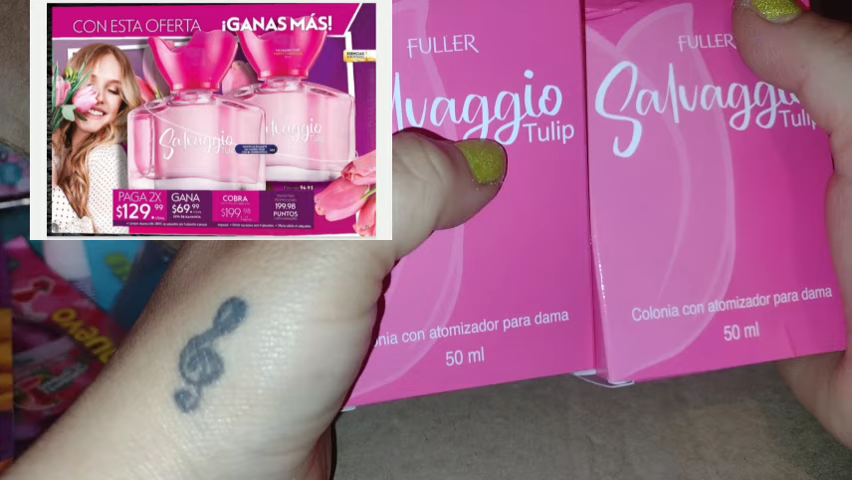 CON ESTA OFERTA ¡GANAS MÁS!
Salvaggio
PAGA 2X
$129.99
GANA
$69.99
COBRA
$199.98
199.98
PUNTOS
FULLER
Salvaggio
Tulip
Colonia con atomizador para dama
50 ml
FULLER
Salvaggio
Tulip
Colonia con atomizador para dama
50 ml
nuevo